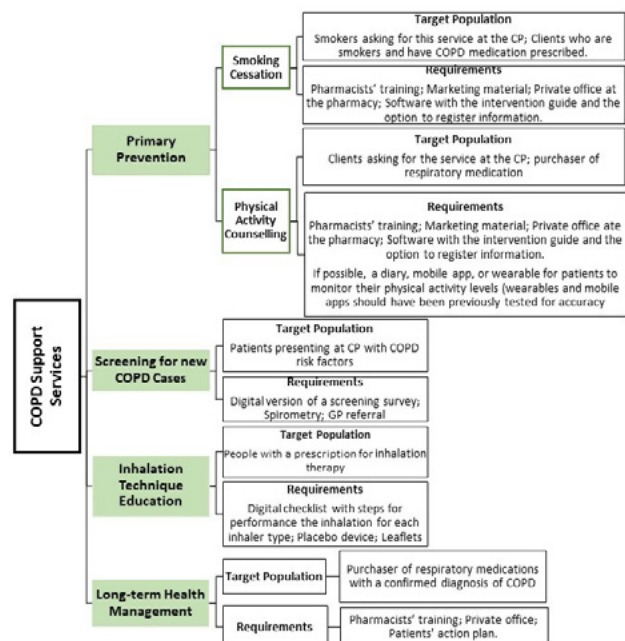 Target Population
Smokers asking for this service at the CP; Clients who are
smokers and have COPD medication prescribed.
Smoking
Cessation
Requirements
Pharmacists' training; Marketing material; Private office at
the pharmacy; Software with the intervention guide and the
option to register information.
Primary
Prevention
Target Population
Clients asking for the service at the CP; purchaser of
respiratory medication
Physical
Activity
Counselling
Requirements
Pharmacists' training; Marketing material; Private office ate
the pharmacy; Software with the intervention guide and the
option to register information.
If possible, a diary, mobile app, or wearable for patients to
monitor their physical activity levels (wearables and mobile
apps should have been previously tested for accuracy
COPD Support
Services
Screening for new
COPD Cases
Target Population
Patients presenting at CP with COPD
risk factors
Requirements
Digital version of a screening survey;
Spirometry; GP referral
Inhalation
Technique
Education
Target Population
People with a prescription for inhalation
therapy
Requirements
Digital checklist with steps for
performance the inhalation for each
inhaler type; Placebo device; Leaflets
Long-term Health
Management
Target Population
Purchaser of respiratory medications
with a confirmed diagnosis of COPD
Requirements
Pharmacists' training; Private office;
Patients' action plan.